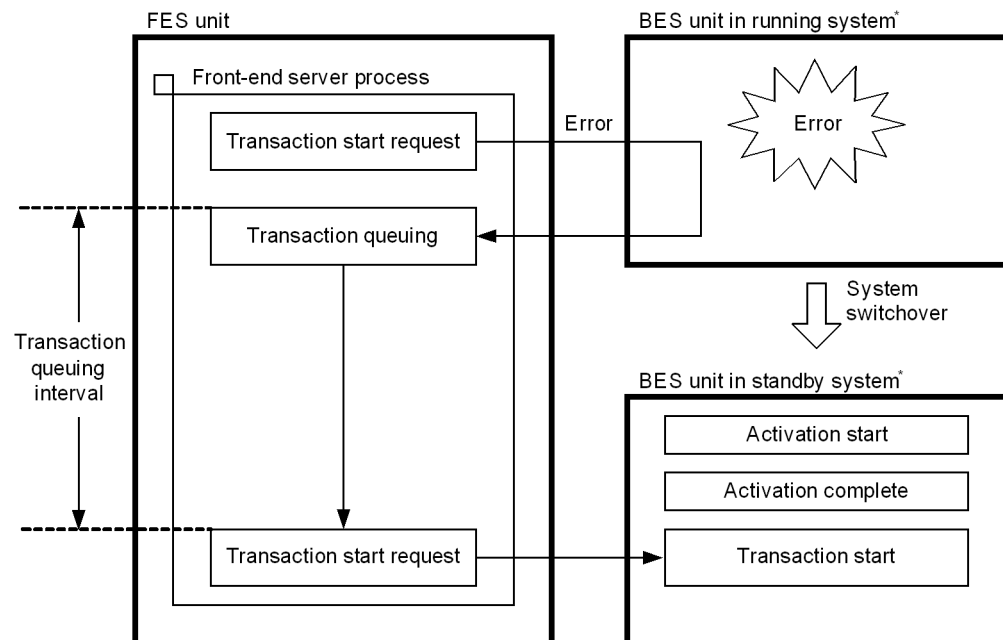 FES unit
BES unit in running system*
Front-end server process
Transaction start request
Error
Error
Transaction queuing
System
switchover
Transaction
queuing
interval
BES unit in standby system*
Activation start
Activation complete
Transaction start request
Transaction start